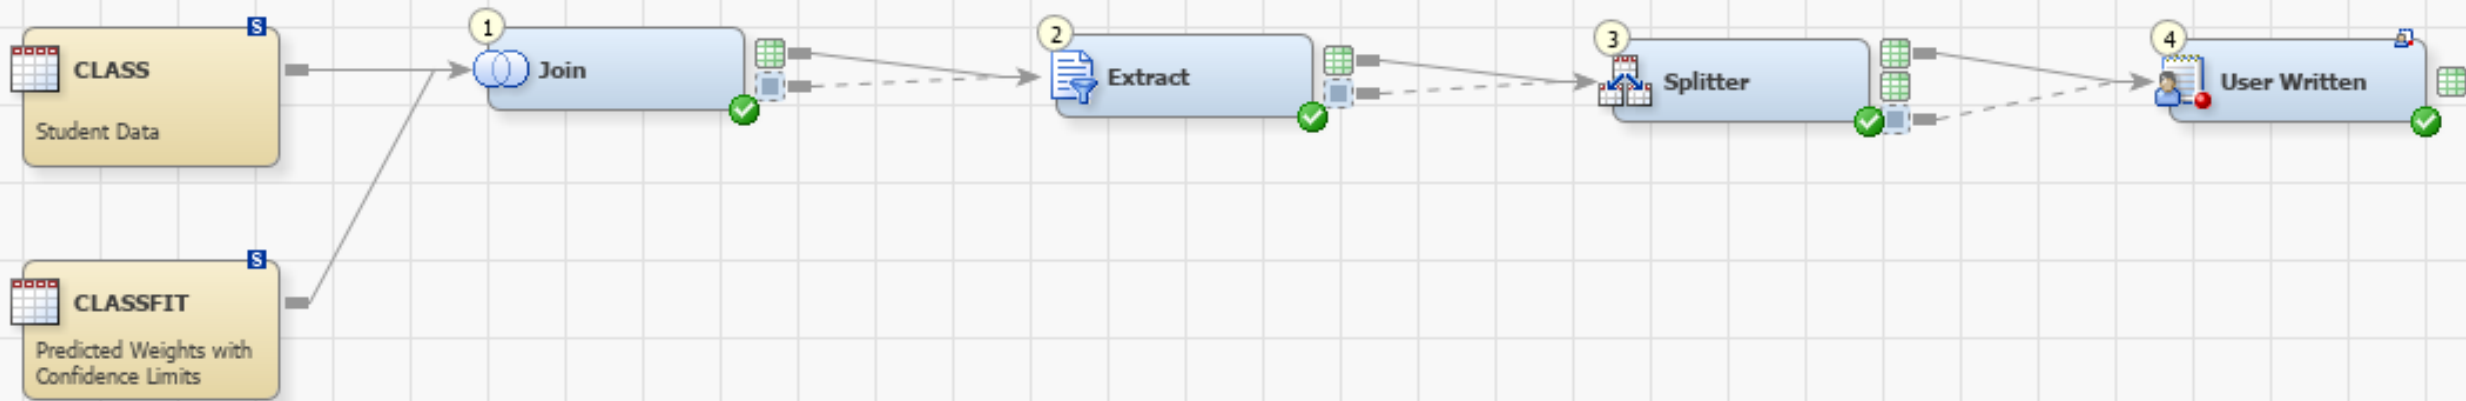 S
CLASS
Student Data
1
Join
2
Extract
3
Splitter
4
User Written
S
CLASSFIT
Predicted Weights with
Confidence Limits